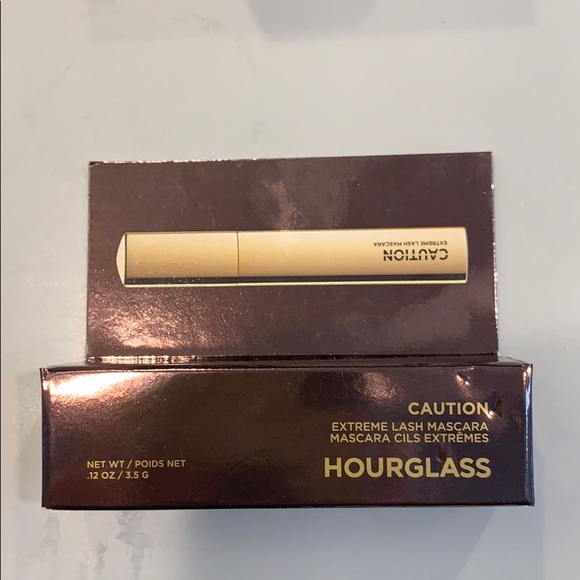 CAUTION
EXTREME LASH MASCARA
CAUTION
EXTREME LASH MASCARA
MASCARA CILS EXTRÊMES
HOURGLASS
NET WT / POIDS NET
.12 OZ / 3.5 G